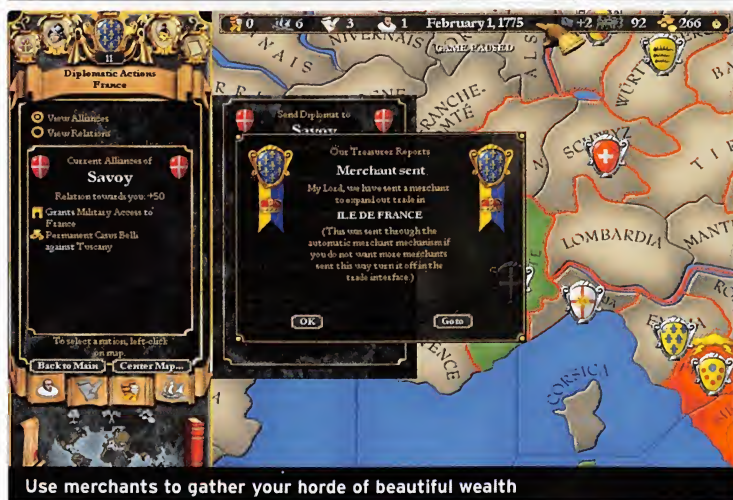 0 6 3 1 February 1, 1775 +2 92 266
GAME PAUSED
11
Diplomatic Actions
France
View Alliances
View Relations
Current Alliances of
Savoy
Relation towards you: +50
Grants Military Access to
France
Permanent Casus Belli
against Tuscany
To select a nation, left-click
on map.
Back to Main
Center Map...
Send Diplomat to
Savoy
Our Treasurer Reports
Merchant sent
My Lord, we have sent a merchant
to expand out trade in
ILE DE FRANCE
(This was sent through the
automatic merchant mechanism if
you do not want more merchants
sent this way turn it off in the
trade interface.)
OK
Goto
NIVERNAIS
FRANCHE-
COMTÉ
SCHWYZ
TIR
LOMBARDIA
MANT
CORSICA
ENCE
Use merchants to gather your horde of beautiful wealth